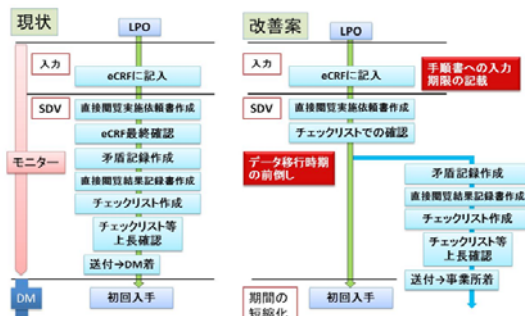 現状
LPO
入力
eCRFに記入
SDV
直接閲覧実施依頼書作成
eCRF最終確認
矛盾記録作成
モニター
直接閲覧結果記録書作成
チェックリスト作成
チェックリスト等
上長確認
送付→DM着
DM
初回入手
改善案
LPO
入力
手順書への入力
期限の記載
eCRFに記入
SDV
直接閲覧実施依頼書作成
チェックリストでの確認
データ移行時期
の前倒し
矛盾記録作成
直接閲覧結果記録書作成
チェックリスト作成
チェックリスト等
上長確認
送付→事業所着
初回入手
期間の
短縮化